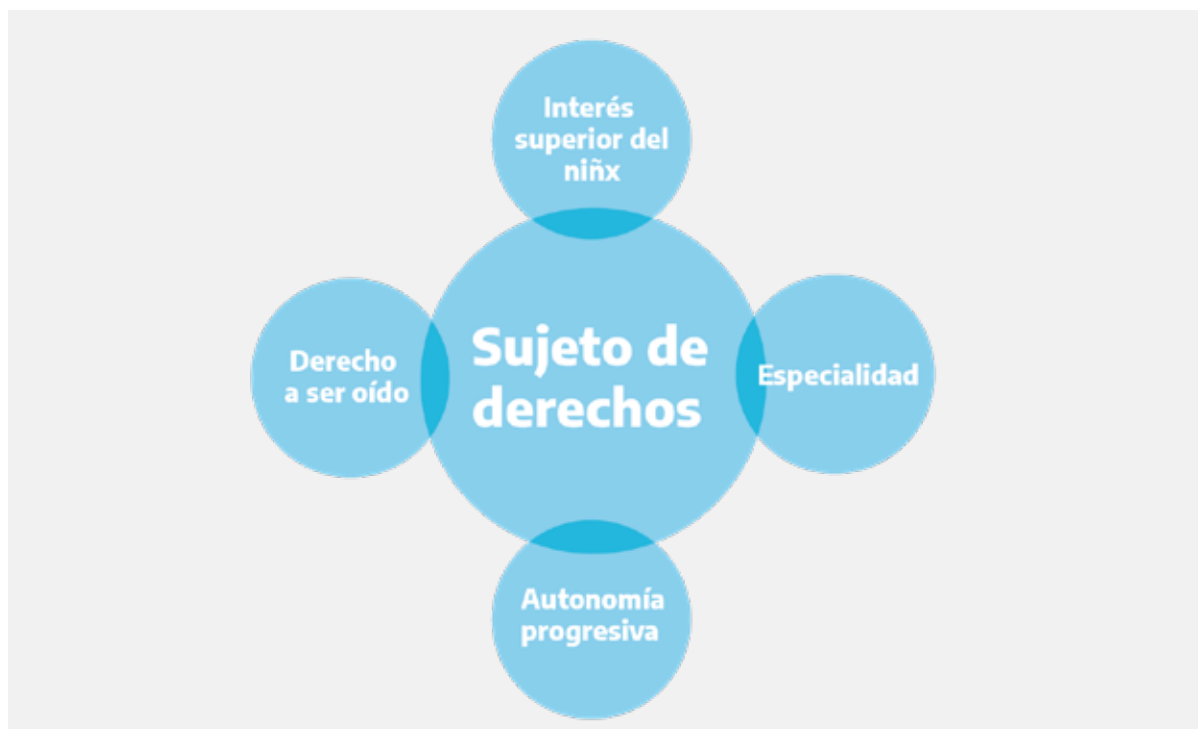 Interés
superior del
niñx
Derecho
a ser oído
Sujeto de
derechos
Especialidad
Autonomía
progresiva